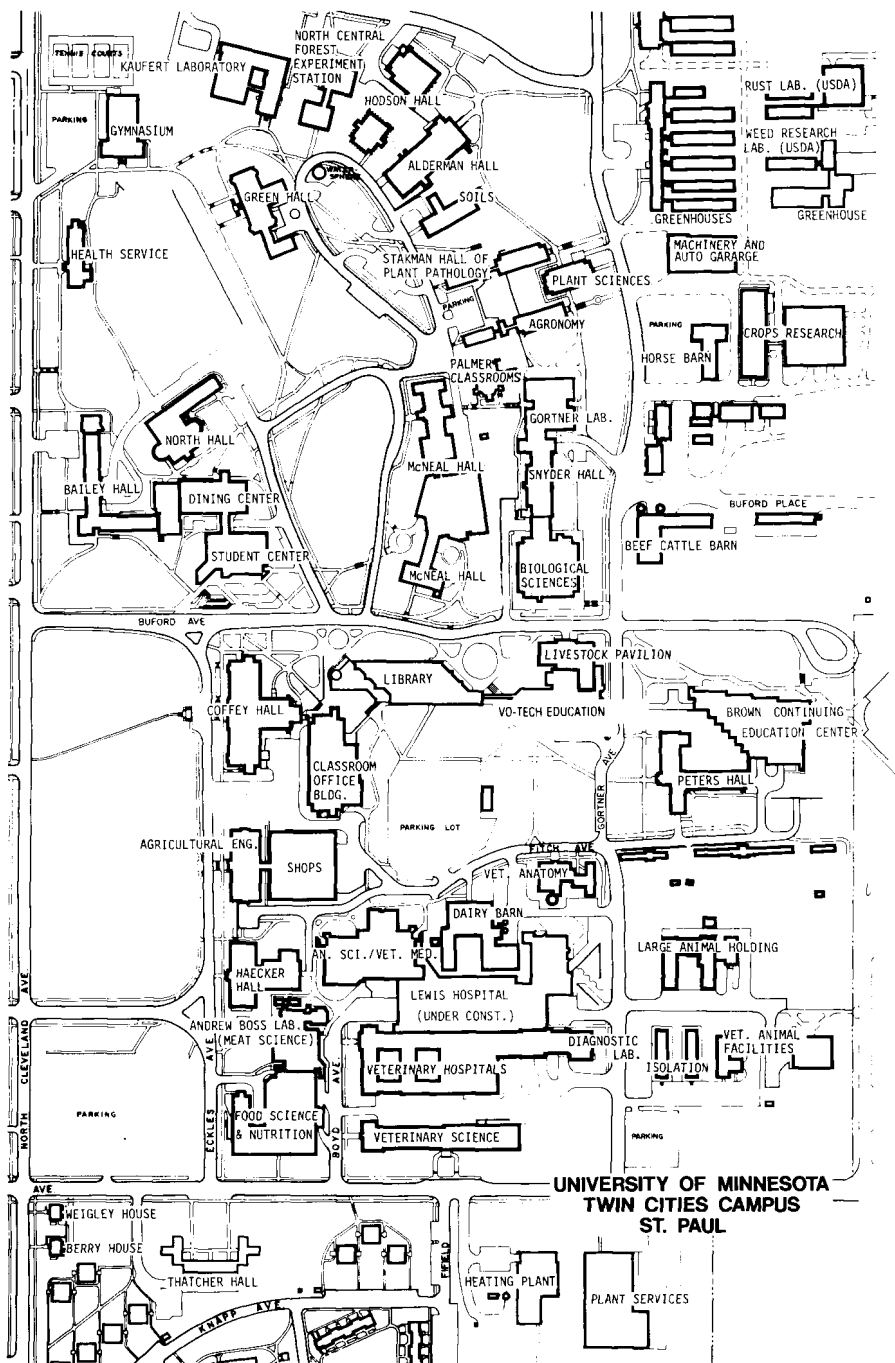 TENNIS COURTS
KAUFERT LABORATORY
NORTH CENTRAL
FOREST
EXPERIMENT
STATION
HODSON HALL
RUST LAB. (USDA)
PARKING
GYMNASIUM
ALDERMAN HALL
WEED RESEARCH
LAB. (USDA)
GREEN HALL
SOILS
GREENHOUSES
GREENHOUSE
HEALTH SERVICE
STAKMAN HALL OF
PLANT PATHOLOGY
MACHINERY AND
AUTO GARARGE
PLANT SCIENCES
PARKING
AGRONOMY
PARKING
HORSE BARN
CROPS RESEARCH
PALMER
CLASSROOMS
GORTNER LAB.
NORTH HALL
McNEAL HALL
SNYDER HALL
BAILEY HALL
DINING CENTER
BUFORD PLACE
STUDENT CENTER
BEEF CATTLE BARN
McNEAL HALL
BIOLOGICAL
SCIENCES
BUFORD AVE
LIVESTOCK PAVILION
LIBRARY
COFFEY HALL
VO-TECH EDUCATION
BROWN CONTINUING
EDUCATION CENTER
CLASSROOM
OFFICE
BLDG.
GORTNER AVE
PETERS HALL
PARKING LOT
AGRICULTURAL ENG.
SHOPS
FITCH AVE
VET. ANATOMY
DAIRY BARN
AN. SCI./VET. MED.
LARGE ANIMAL HOLDING
HAECKER
HALL
LEWIS HOSPITAL
(UNDER CONST.)
NORTH CLEVELAND AVE
ANDREW BOSS LAB.
(MEAT SCIENCE)
DIAGNOSTIC
LAB.
VET. ANIMAL
FACILITIES
ISOLATION
VETERINARY HOSPITALS
ECKLES AVE
BOYD AVE
PARKING
FOOD SCIENCE
& NUTRITION
VETERINARY SCIENCE
PARKING
UNIVERSITY OF MINNESOTA
TWIN CITIES CAMPUS
ST. PAUL
AVE
WEIGLEY HOUSE
BERRY HOUSE
THATCHER HALL
FIFIELD
HEATING PLANT
PLANT SERVICES
KNAPP AVE